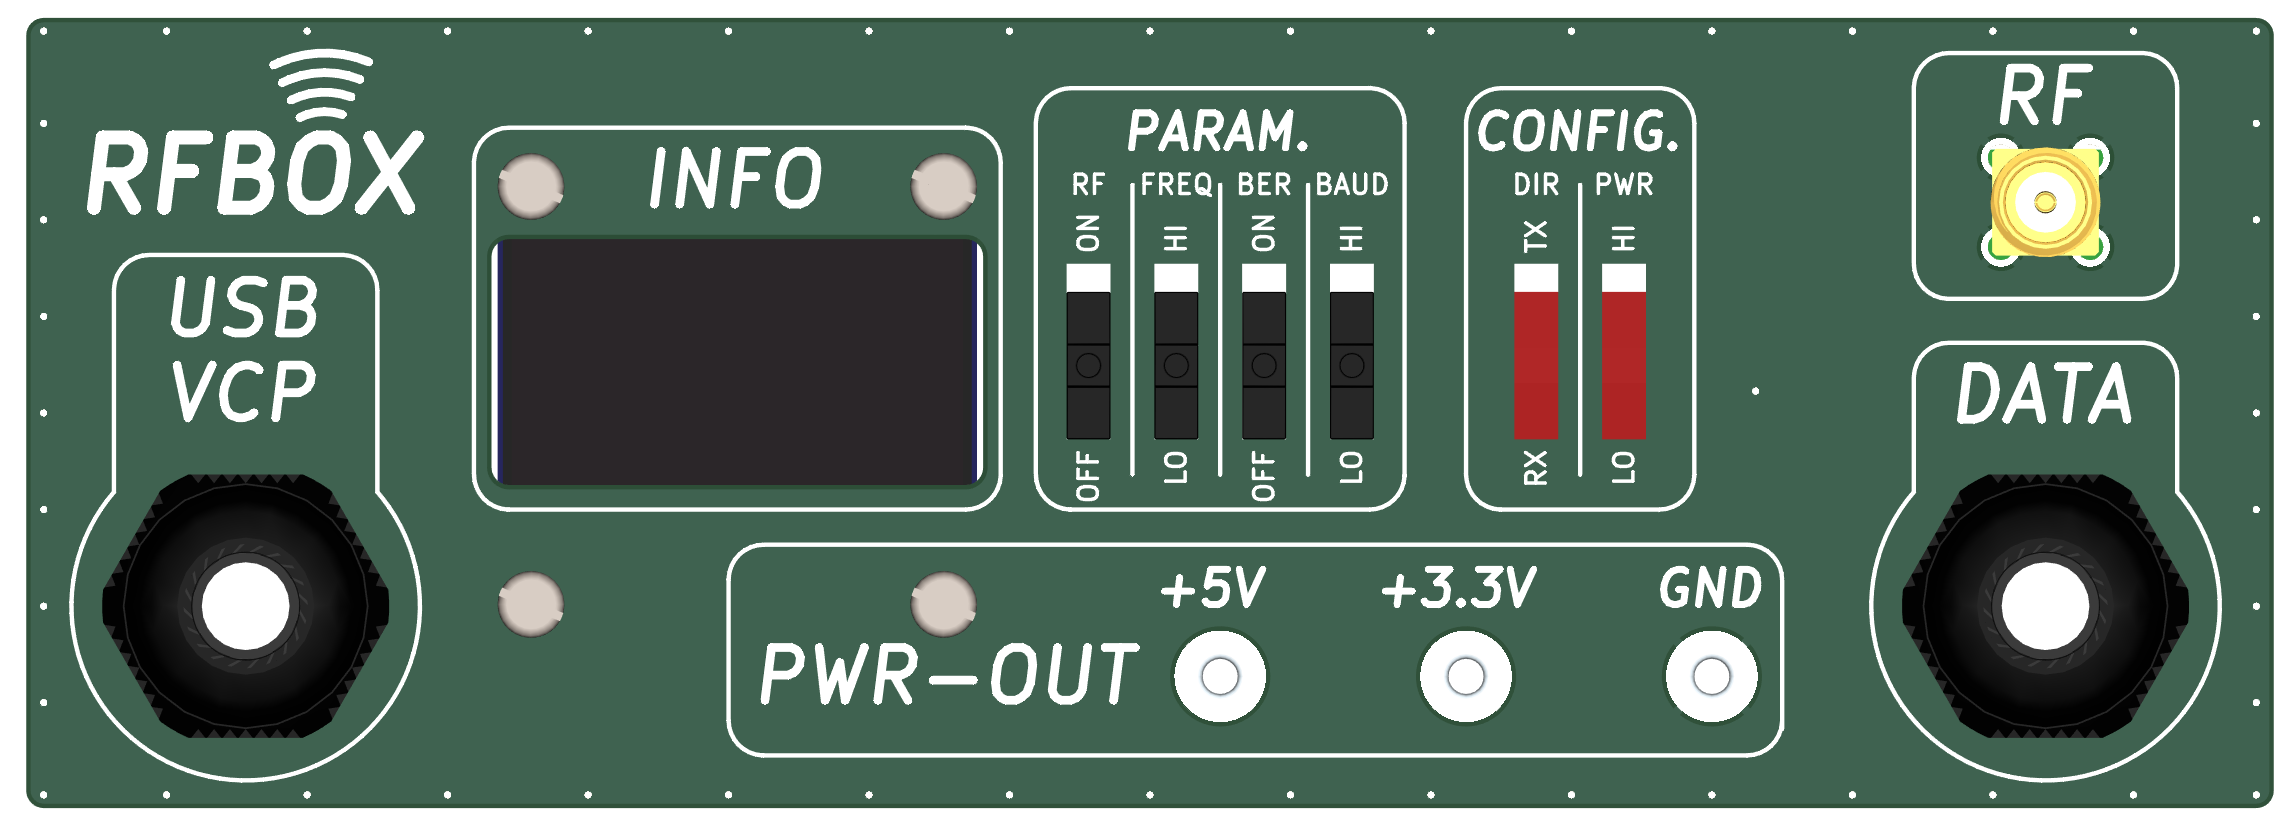 RFBOX
USB
VCP
INFO
PARAM.
RF FREQ BER BAUD
ON HI ON HI
OFF LO OFF LO
CONFIG.
DIR PWR
TX HI
RX LO
RF
DATA
PWR-OUT
+5V +3.3V GND